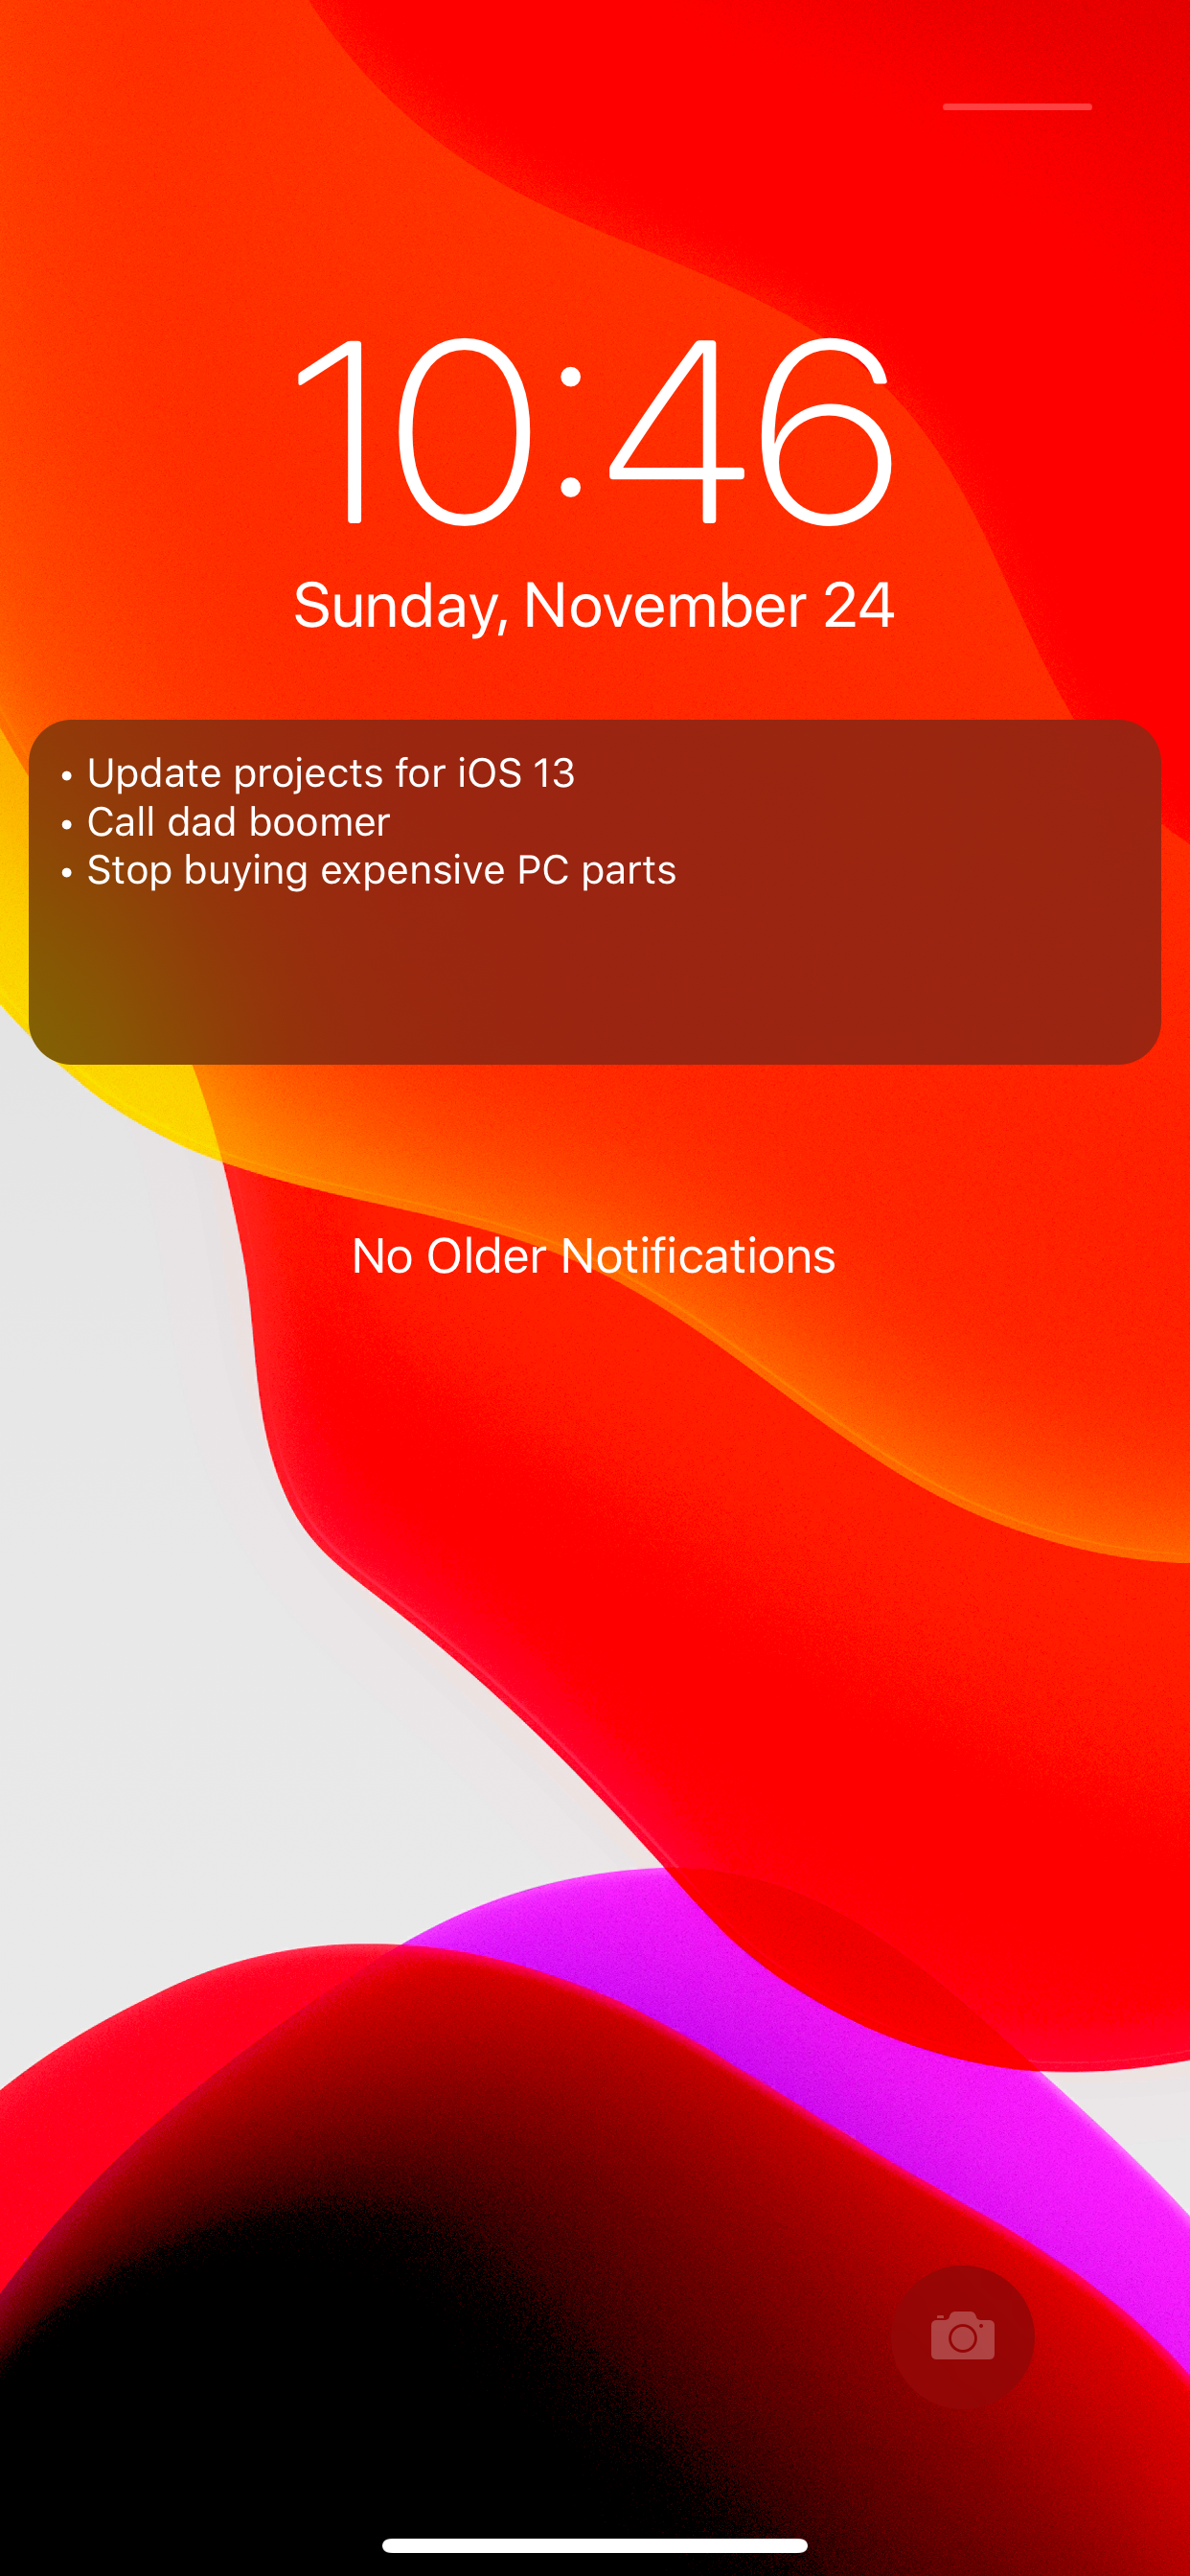 10:46
Sunday, November 24
• Update projects for iOS 13
• Call dad boomer
• Stop buying expensive PC parts
No Older Notifications